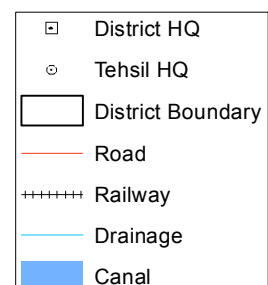 District HQ
Tehsil HQ
District Boundary
Road
Railway
Drainage
Canal